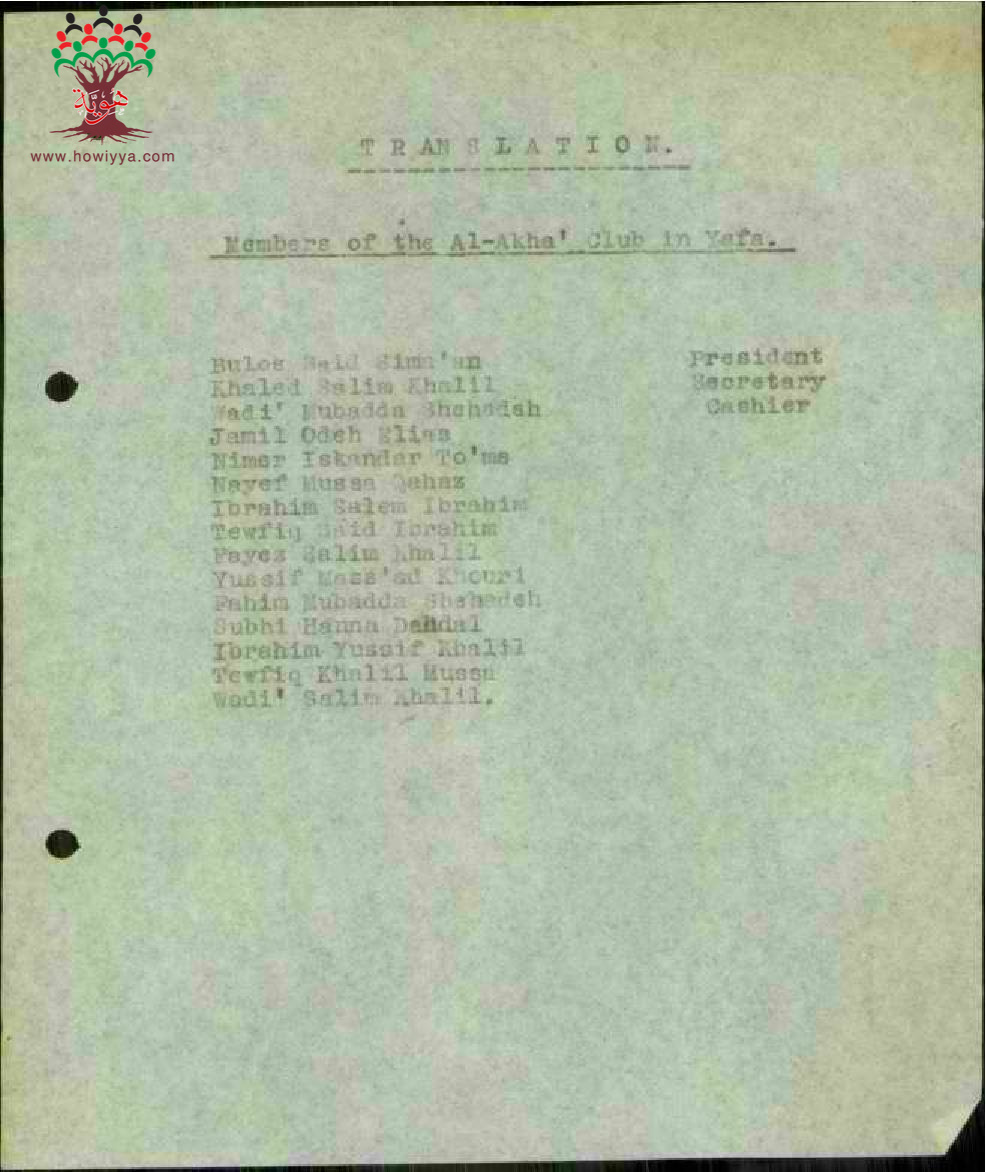 هويّة
www.howiyya.com
TRANSLATION.
Members of the Al-Akha' Club in Yafa.
Bulos Said Sima'an President
Khaled Salim Khalil Secretary
Wadi' Mubadda Shehadeh Cashier
Jamil Odeh Elias
Nimer Iskandar To'me
Nayef Mussa Qahaz
Ibrahim Salem Ibrahim
Tewfiq Said Ibrahim
Fayez Salim Khalil
Yussif Mass'ad Khouri
Fahim Mubadda Shehadeh
Subhi Hanna Dahdal
Ibrahim Yussif Khalil
Tewfiq Khalil Mussa
Wadi' Salim Khalil.